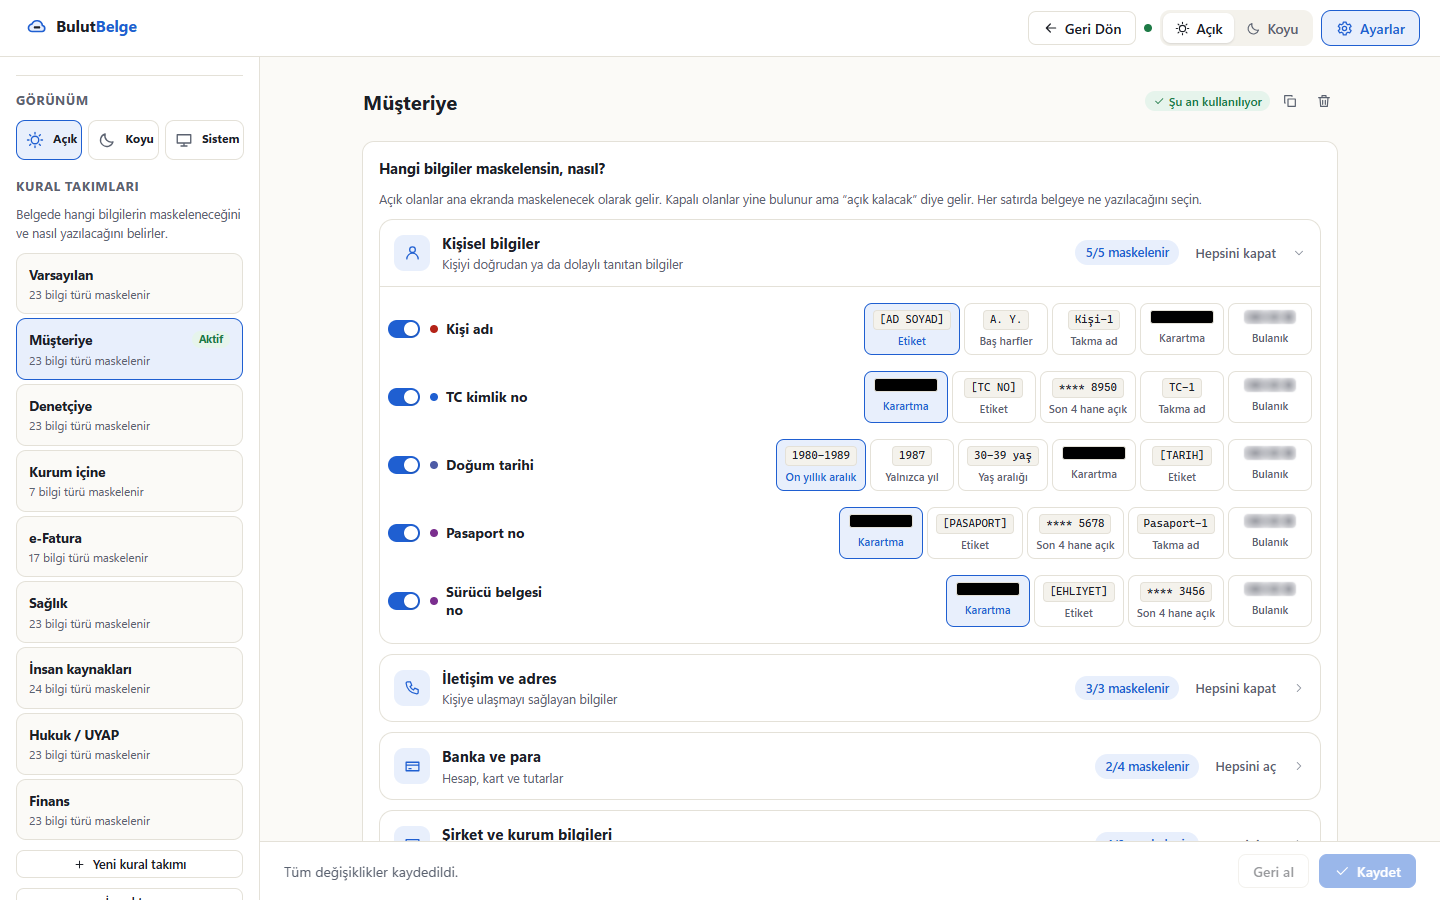 BulutBelge
Geri Dön
Açık
Koyu
Ayarlar
GÖRÜNÜM
Açık
Koyu
Sistem
KURAL TAKIMLARI
Belgede hangi bilgilerin maskeleneceğini
ve nasıl yazılacağını belirler.
Varsayılan
23 bilgi türü maskelenir
Müşteriye
Aktif
23 bilgi türü maskelenir
Denetçiye
23 bilgi türü maskelenir
Kurum içine
7 bilgi türü maskelenir
e-Fatura
17 bilgi türü maskelenir
Sağlık
23 bilgi türü maskelenir
İnsan kaynakları
24 bilgi türü maskelenir
Hukuk / UYAP
23 bilgi türü maskelenir
Finans
23 bilgi türü maskelenir
+ Yeni kural takımı
Müşteriye
Şu an kullanılıyor
Hangi bilgiler maskelensin, nasıl?
Açık olanlar ana ekranda maskelenecek olarak gelir. Kapalı olanlar yine bulunur ama “açık kalacak” diye gelir. Her satırda belgeye ne yazılacağını seçin.
Kişisel bilgiler
Kişiyi doğrudan ya da dolaylı tanıtan bilgiler
5/5 maskelenir
Hepsini kapat
Kişi adı
[AD SOYAD] A. Y. Kişi-1
Etiket Baş harfler Takma ad Karartma Bulanık
TC kimlik no
[TC NO] **** 8950 TC-1
Karartma Etiket Son 4 hane açık Takma ad Bulanık
Doğum tarihi
1980-1989 1987 30-39 yaş [TARIH]
On yıllık aralık Yalnızca yıl Yaş aralığı Karartma Etiket Bulanık
Pasaport no
[PASAPORT] **** 5678 Pasaport-1
Karartma Etiket Son 4 hane açık Takma ad Bulanık
Sürücü belgesi
no
[EHLIYET] **** 3456
Karartma Etiket Son 4 hane açık Bulanık
İletişim ve adres
Kişiye ulaşmayı sağlayan bilgiler
3/3 maskelenir
Hepsini kapat
Banka ve para
Hesap, kart ve tutarlar
2/4 maskelenir
Hepsini aç
Şirket ve kurum bilgileri
Tüm değişiklikler kaydedildi.
Geri al
Kaydet